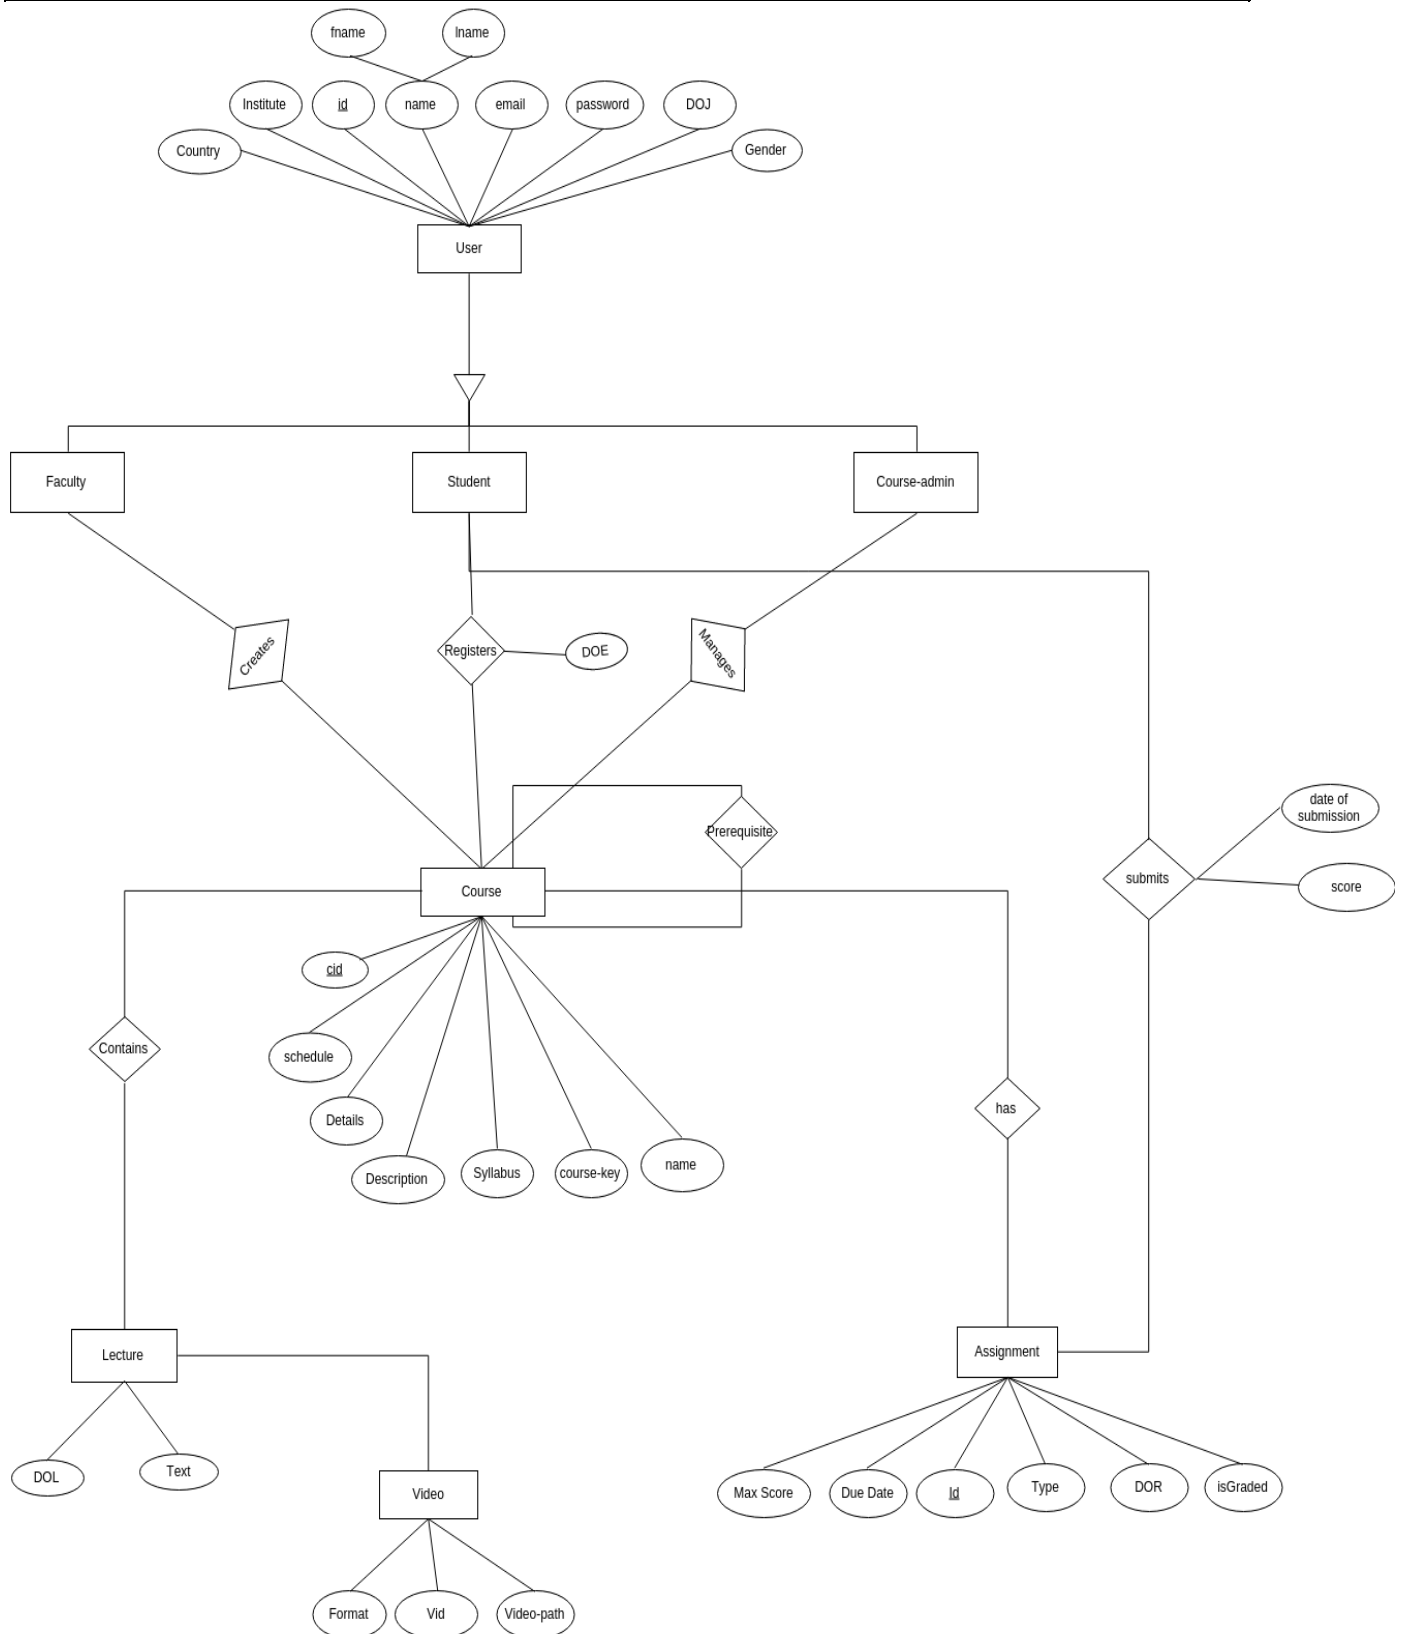 fname
lname
Institute
id
name
email
password
DOJ
Country
Gender
User
Faculty
Student
Course-admin
Creates
Registers
DOE
Manages
Prerequisite
date of
submission
submits
score
Course
cid
schedule
Contains
Details
has
Description
Syllabus
course-key
name
Lecture
Assignment
DOL
Text
Video
Max Score
Due Date
Id
Type
DOR
isGraded
Format
Vid
Video-path